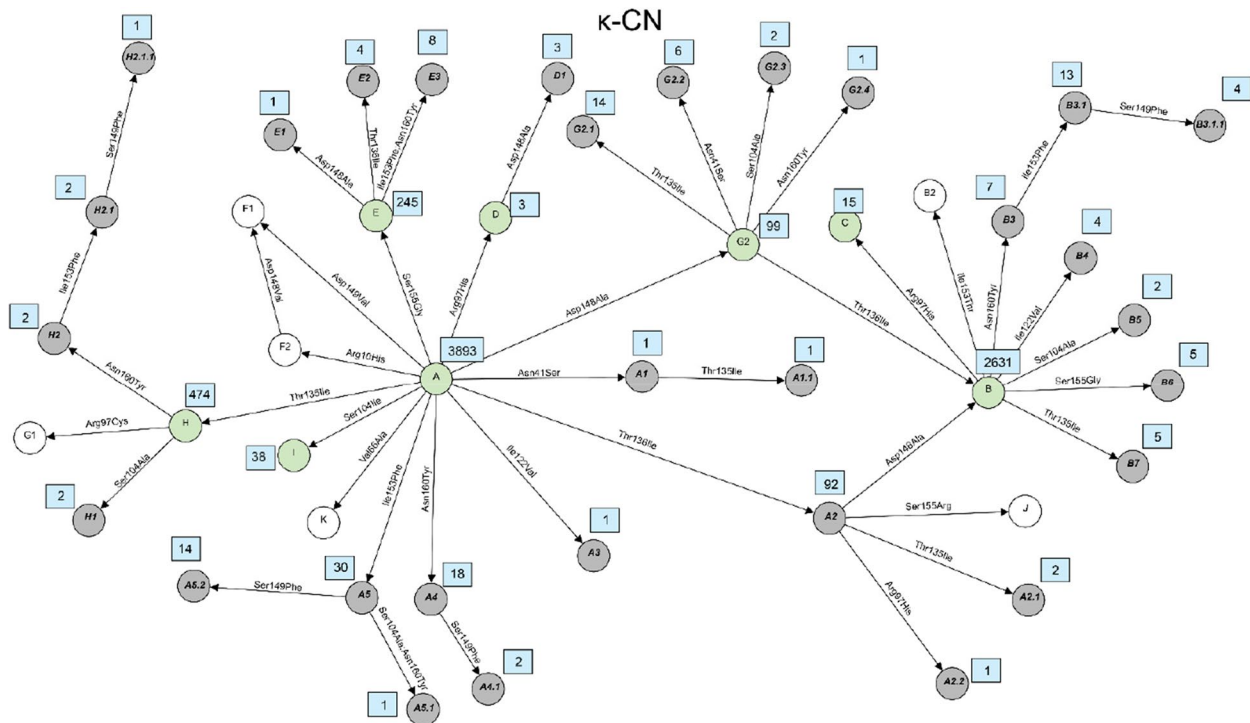 κ-CN
1
H2.1.1
Ser149Phe
2
H2.1
Ile153Phe
2
H2
Asn160Tyr
474
H
Arg97Cys
G1
Ser104Ala
2
H1
Thr135Ile
F1
Asp148Val
Asp149Val
F2
Arg10His
1
E1
Asp148Ala
4
E2
Thr136Ile
8
E3
Ile153Phe,Asn160Tyr
E
245
Ser155Gly
3
D1
Asp148Ala
D
3
Arg97His
3893
A
Asp148Ala
14
G2.1
Thr135Ile
6
G2.2
Asn41Ser
2
G2.3
Ser104Ala
1
G2.4
Asn160Tyr
G2
99
Thr136Ile
15
C
Arg97His
B2
Ile153Thr
7
B3
Asn160Tyr
Ile153Phe
13
B3.1
Ser149Phe
4
B3.1.1
4
B4
Ile122Val
2
B5
Ser104Ala
5
B6
Ser155Gly
5
B7
Thr135Ile
2631
B
Asn41Ser
1
A1
Thr135Ile
1
A1.1
Ser104Ile
38
I
Val66Ala
K
Ile153Phe
30
A5
Ser149Phe
14
A5.2
Ser104Ala,Asn160Tyr
1
A5.1
Asn160Tyr
18
A4
Ser149Phe
2
A4.1
Ile122Val
1
A3
Thr136Ile
92
A2
Asp148Ala
Ser155Arg
J
Thr135Ile
2
A2.1
Arg97His
1
A2.2